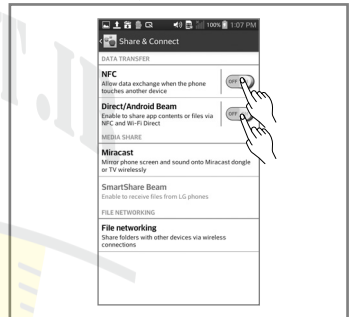 100% 1:07 PM
Share & Connect
DATA TRANSFER
NFC
Allow data exchange when the phone
touches another device
OFF
Direct/Android Beam
Enable to share app contents or files via
NFC and Wi-Fi Direct
OFF
MEDIA SHARE
Miracast
Mirror phone screen and sound onto Miracast dongle
or TV wirelessly
SmartShare Beam
Enable to receive files from LG phones
FILE NETWORKING
File networking
Share folders with other devices via wireless
connections